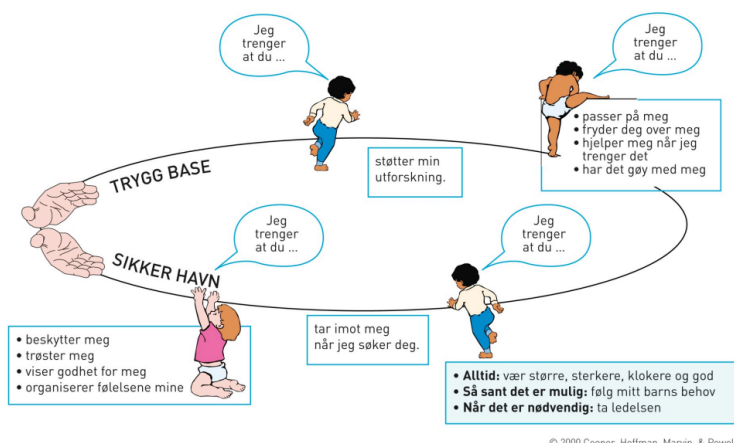 Jeg
trenger
at du ...
Jeg
trenger
at du ...
• passer på meg
• fryder deg over meg
• hjelper meg når jeg
trenger det
• har det gøy med meg
støtter min
utforskning.
TRYGG BASE
SIKKER HAVN
Jeg
trenger
at du ...
Jeg
trenger
at du ...
• beskytter meg
• trøster meg
• viser godhet for meg
• organiserer følelsene mine
tar imot meg
når jeg søker deg.
• Alltid: vær større, sterkere, klokere og god
• Så sant det er mulig: følg mitt barns behov
• Når det er nødvendig: ta ledelsen
Hoffman, Marvin, &